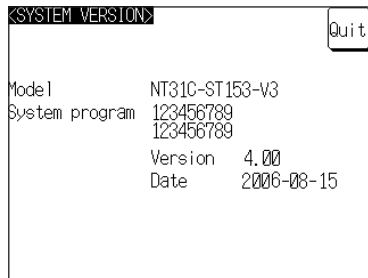 <SYSTEM VERSION>
Quit
Model NT31C-ST153-V3
System program 123456789
123456789
Version 4.00
Date 2006-08-15